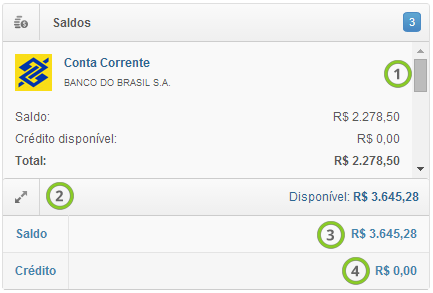 Saldos 3
Conta Corrente 1
BANCO DO BRASIL S.A.
Saldo: R$ 2.278,50
Crédito disponível: R$ 0,00
Total: R$ 2.278,50
2 Disponível: R$ 3.645,28
Saldo 3 R$ 3.645,28
Crédito 4 R$ 0,00